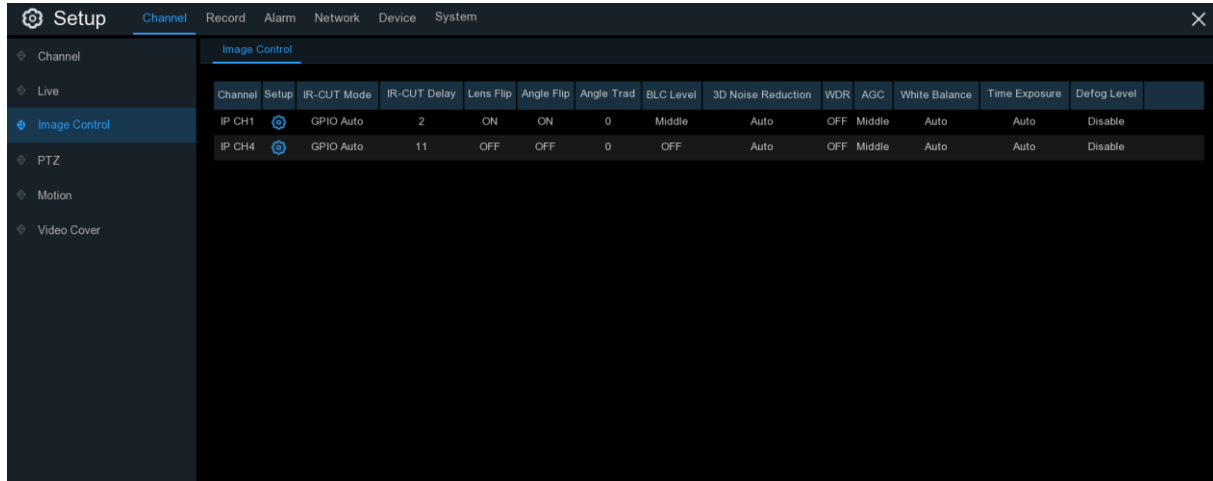 Setup Channel Record Alarm Network Device System
Channel
Live
Image Control
PTZ
Motion
Video Cover
Image Control
Channel Setup IR-CUT Mode IR-CUT Delay Lens Flip Angle Flip Angle Trad BLC Level 3D Noise Reduction WDR AGC White Balance Time Exposure Defog Level
IP CH1 GPIO Auto 2 ON ON 0 Middle Auto OFF Middle Auto Auto Disable
IP CH4 GPIO Auto 11 OFF OFF 0 OFF Auto OFF Middle Auto Auto Disable